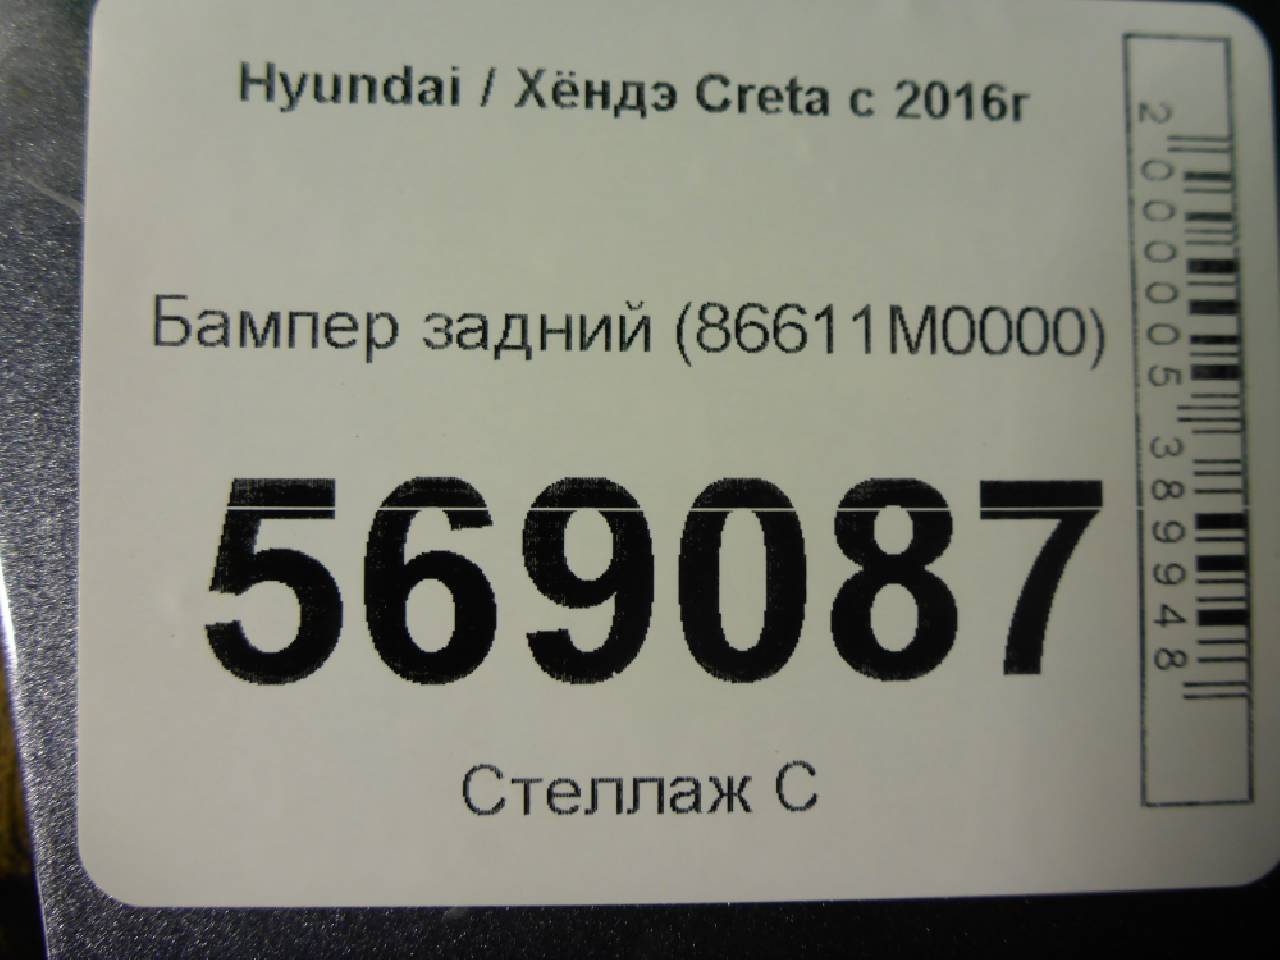 Hyundai / Хёндэ Creta с 2016г
Бампер задний (86611M0000)
569087
Стеллаж С
2000005389948